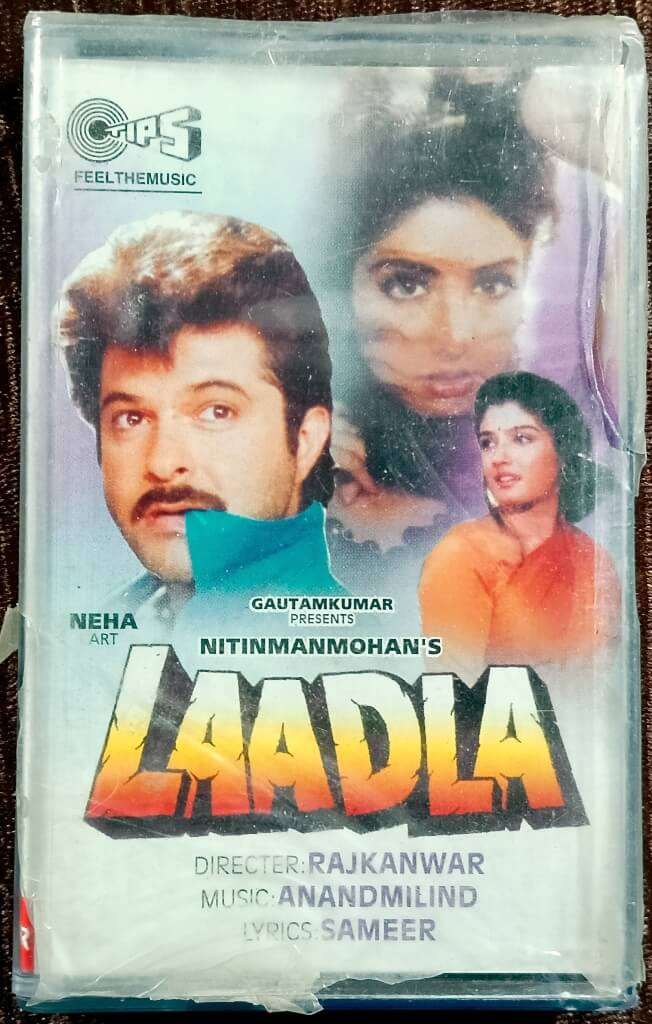 TIPS
FEELTHEMUSIC
GAUTAMKUMAR
PRESENTS
NEHA
ART
NITINMANMOHAN'S
LAADLA
DIRECTER:RAJKANWAR
MUSIC:ANANDMILIND
LYRICS:SAMEER
R